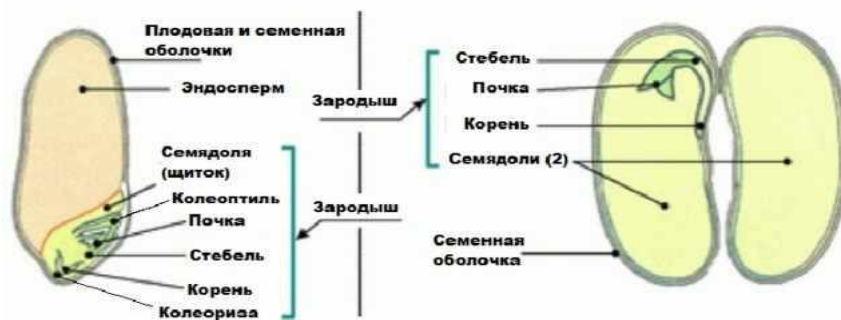 Плодовая и семенная
оболочки
Эндосперм
Зародыш
Семядоля
(щиток)
Колеоптиль
Почка
Стебель
Корень
Колеориза
Зародыш
Стебель
Почка
Корень
Семядоли (2)
Семенная
оболочка